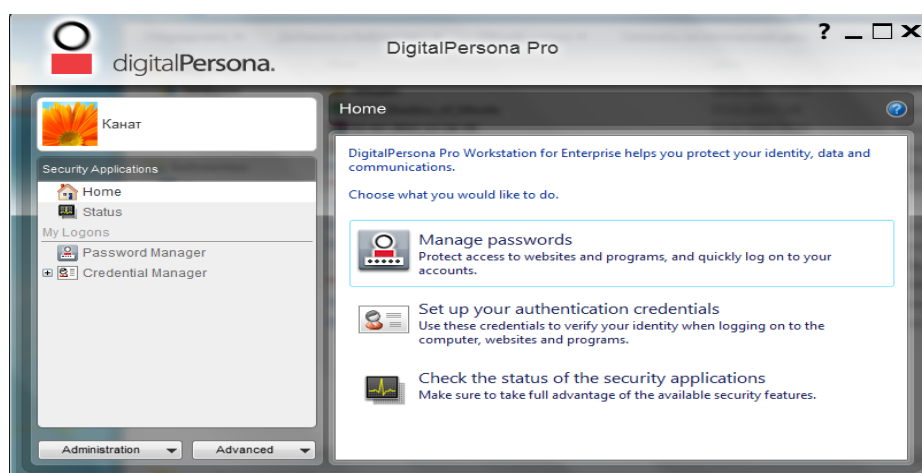 DigitalPersona Pro
?
digitalPersona.
Канат
Security Applications
Home
Status
My Logons
Password Manager
Credential Manager
Administration
Advanced
Home
?
DigitalPersona Pro Workstation for Enterprise helps you protect your identity, data and
communications.
Choose what you would like to do.
Manage passwords
Protect access to websites and programs, and quickly log on to your
accounts.
Set up your authentication credentials
Use these credentials to verify your identity when logging on to the
computer, websites and programs.
Check the status of the security applications
Make sure to take full advantage of the available security features.